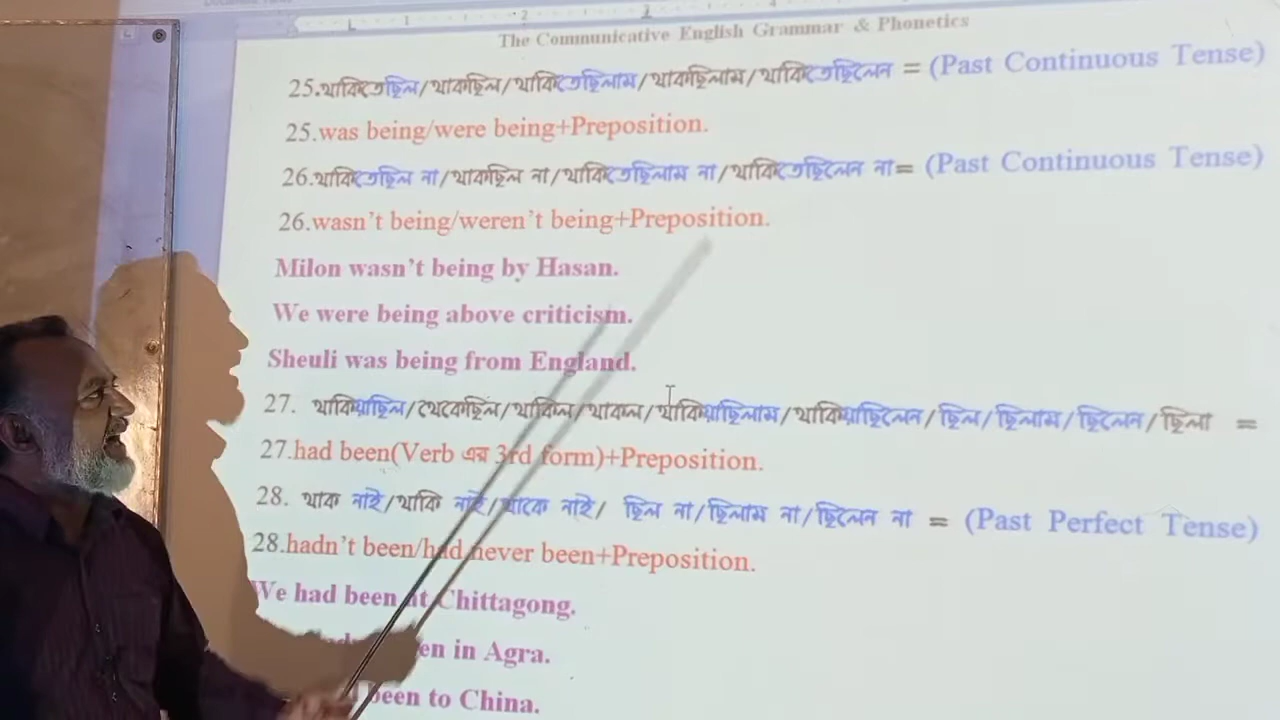 The Communicative English Grammar & Phonetics
25.থাকিতেছিল/থাকছিল/থাকিতেছিলাম/থাকছিলাম/থাকিতেছিলেন = (Past Continuous Tense)
25.was being/were being+Preposition.
26.থাকিতেছিল না/থাকছিল না/থাকিতেছিলাম না/থাকিতেছিলেন না= (Past Continuous Tense)
26.wasn't being/weren't being+Preposition.
Milon wasn't being by Hasan.
We were being above criticism.
Sheuli was being from England.
27. থাকিয়াছিল/থেকেছিল/থাকিল/থাকল/থাকিয়াছিলাম/থাকিয়াছিলেন/ছিল/ছিলাম/ছিলেন/ছিলা =
27.had been(Verb এর 3rd form)+Preposition.
28. থাক নাই/থাকি নাই/থাকে নাই/ ছিল না/ছিলাম না/ছিলেন না = (Past Perfect Tense)
28.hadn't been/had never been+Preposition.
We had been at Chittagong.
in Agra.
been to China.